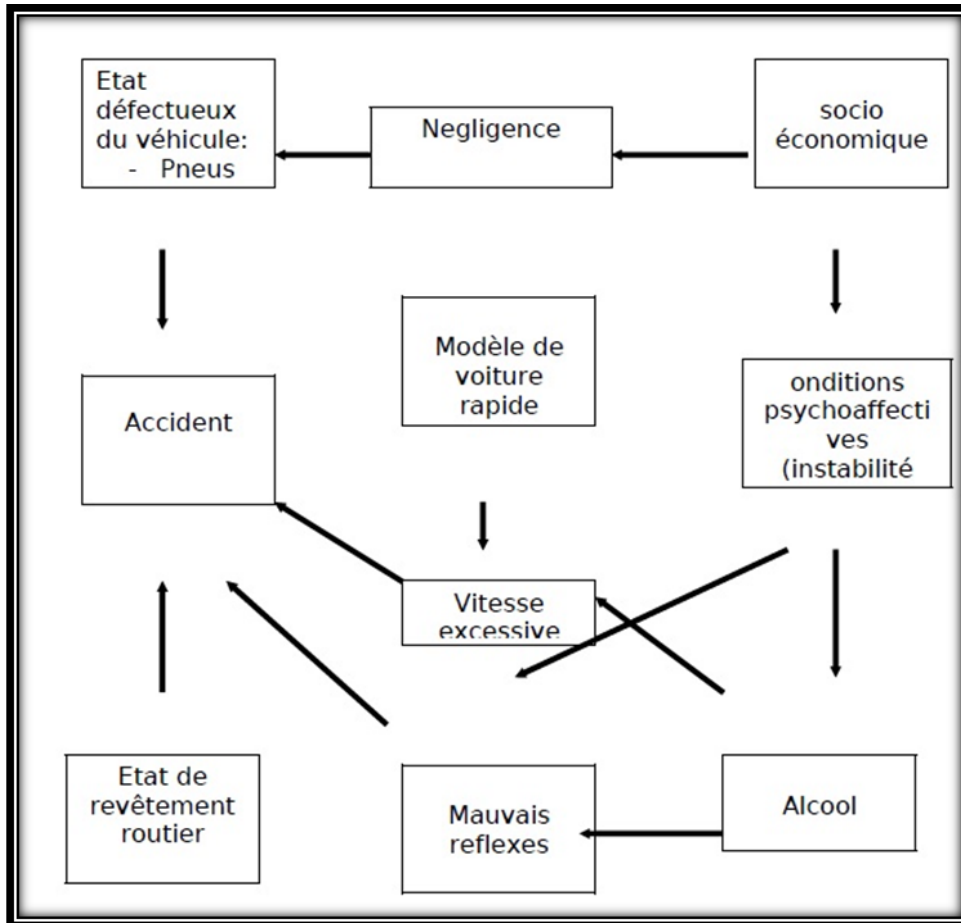 Etat
défectueux
du véhicule:
- Pneus
Negligence
socio
économique
Modèle de
voiture
rapide
Accident
onditions
psychoaffecti
ves
(instabilité
Vitesse
excessive
Etat de
revêtement
routier
Mauvais
reflexes
Alcool